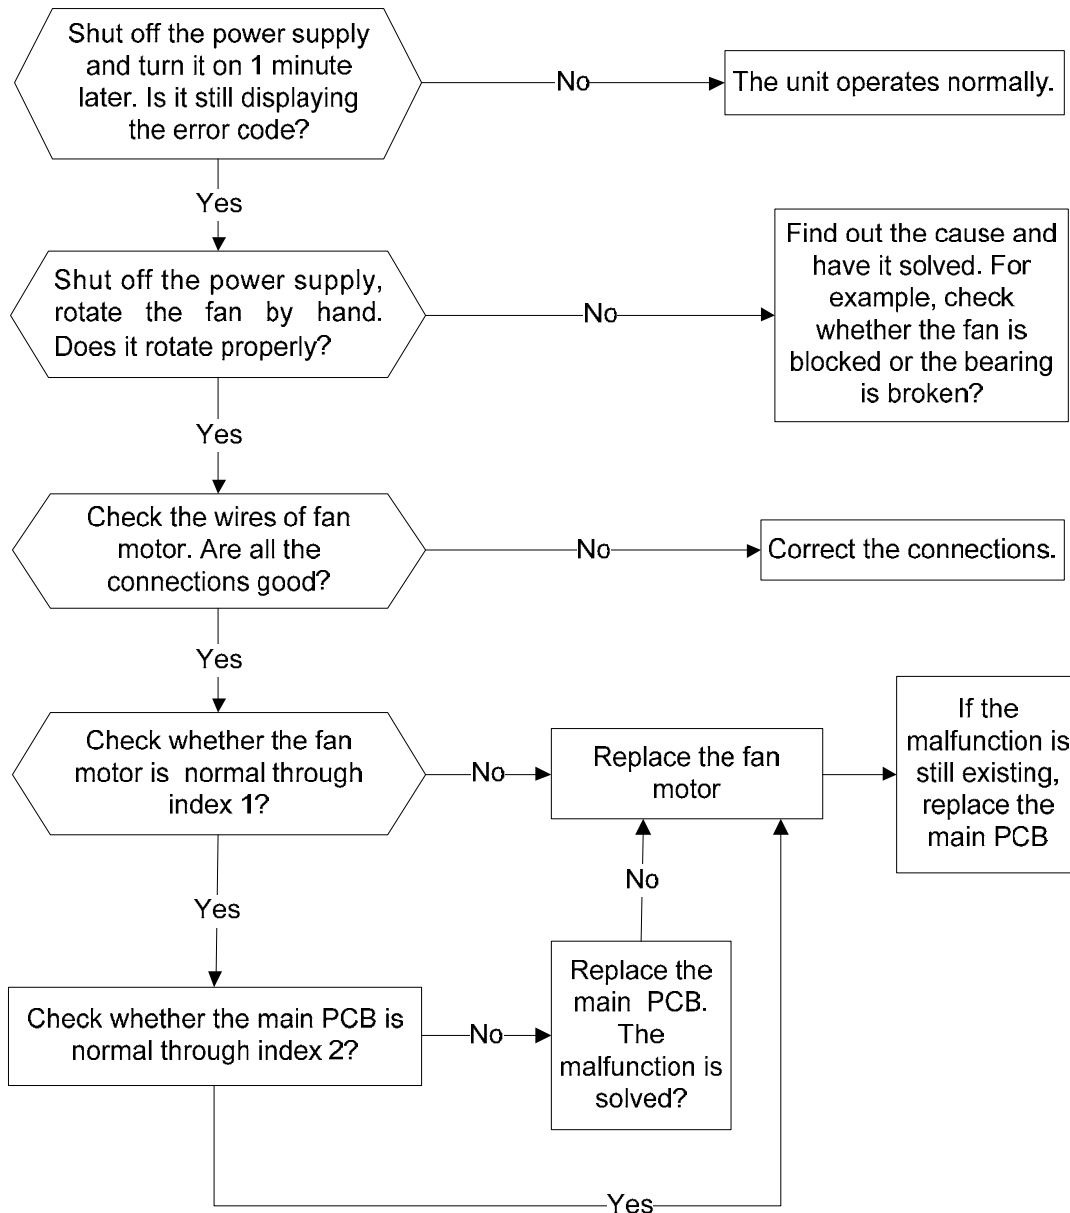 Shut off the power supply
and turn it on 1 minute
later. Is it still displaying
the error code?
No
The unit operates normally.
Yes
Shut off the power supply,
rotate the fan by hand.
Does it rotate properly?
No
Find out the cause and
have it solved. For
example, check
whether the fan is
blocked or the bearing
is broken?
Yes
Check the wires of fan
motor. Are all the
connections good?
No
Correct the connections.
Yes
Check whether the fan
motor is normal through
index 1?
No
Replace the fan
motor
If the
malfunction is
still existing,
replace the
main PCB
Yes
No
Check whether the main PCB is
normal through index 2?
No
Replace the
main PCB.
The
malfunction is
solved?
Yes